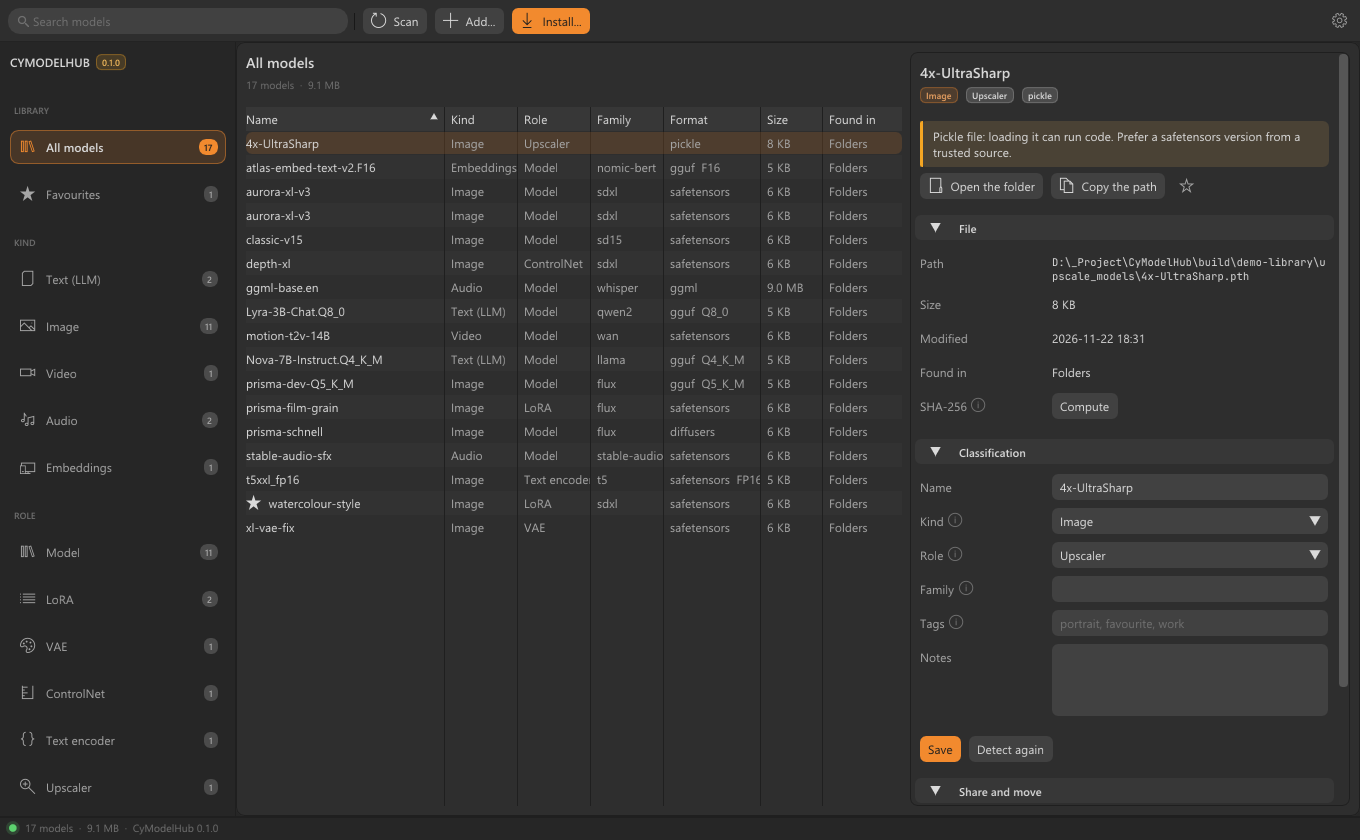 Search models
Scan
Add...
Install...
CYMODELHUB 0.1.0
LIBRARY
All models 17
Favourites 1
KIND
Text (LLM) 2
Image 11
Video 1
Audio 2
Embeddings 1
ROLE
Model 11
LoRA 2
VAE 1
ControlNet 1
Text encoder 1
Upscaler 1
All models
17 models · 9.1 MB
Name Kind Role Family Format Size Found in
4x-UltraSharp Image Upscaler pickle 8 KB Folders
atlas-embed-text-v2.F16 Embeddings Model nomic-bert gguf F16 5 KB Folders
aurora-xl-v3 Image Model sdxl safetensors 6 KB Folders
aurora-xl-v3 Image Model sdxl safetensors 6 KB Folders
classic-v15 Image Model sd15 safetensors 6 KB Folders
depth-xl Image ControlNet sdxl safetensors 6 KB Folders
ggml-base.en Audio Model whisper ggml 9.0 MB Folders
Lyra-3B-Chat.Q8_0 Text (LLM) Model qwen2 gguf Q8_0 5 KB Folders
motion-t2v-14B Video Model wan safetensors 6 KB Folders
Nova-7B-Instruct.Q4_K_M Text (LLM) Model llama gguf Q4_K_M 5 KB Folders
prisma-dev-Q5_K_M Image Model flux gguf Q5_K_M 5 KB Folders
prisma-film-grain Image LoRA flux safetensors 6 KB Folders
prisma-schnell Image Model flux diffusers 6 KB Folders
stable-audio-sfx Audio Model stable-audio safetensors 6 KB Folders
t5xxl_fp16 Image Text encoder t5 safetensors FP16 5 KB Folders
watercolour-style Image LoRA sdxl safetensors 6 KB Folders
xl-vae-fix Image VAE safetensors 6 KB Folders
4x-UltraSharp
Image Upscaler pickle
Pickle file: loading it can run code. Prefer a safetensors version from a
trusted source.
Open the folder Copy the path
File
Path D:\_Project\CyModelHub\build\demo-library\u
pscale_models\4x-UltraSharp.pth
Size 8 KB
Modified 2026-11-22 18:31
Found in Folders
SHA-256 Compute
Classification
Name 4x-UltraSharp
Kind Image
Role Upscaler
Family
Tags portrait, favourite, work
Notes
Save Detect again
Share and move
17 models · 9.1 MB · CyModelHub 0.1.0